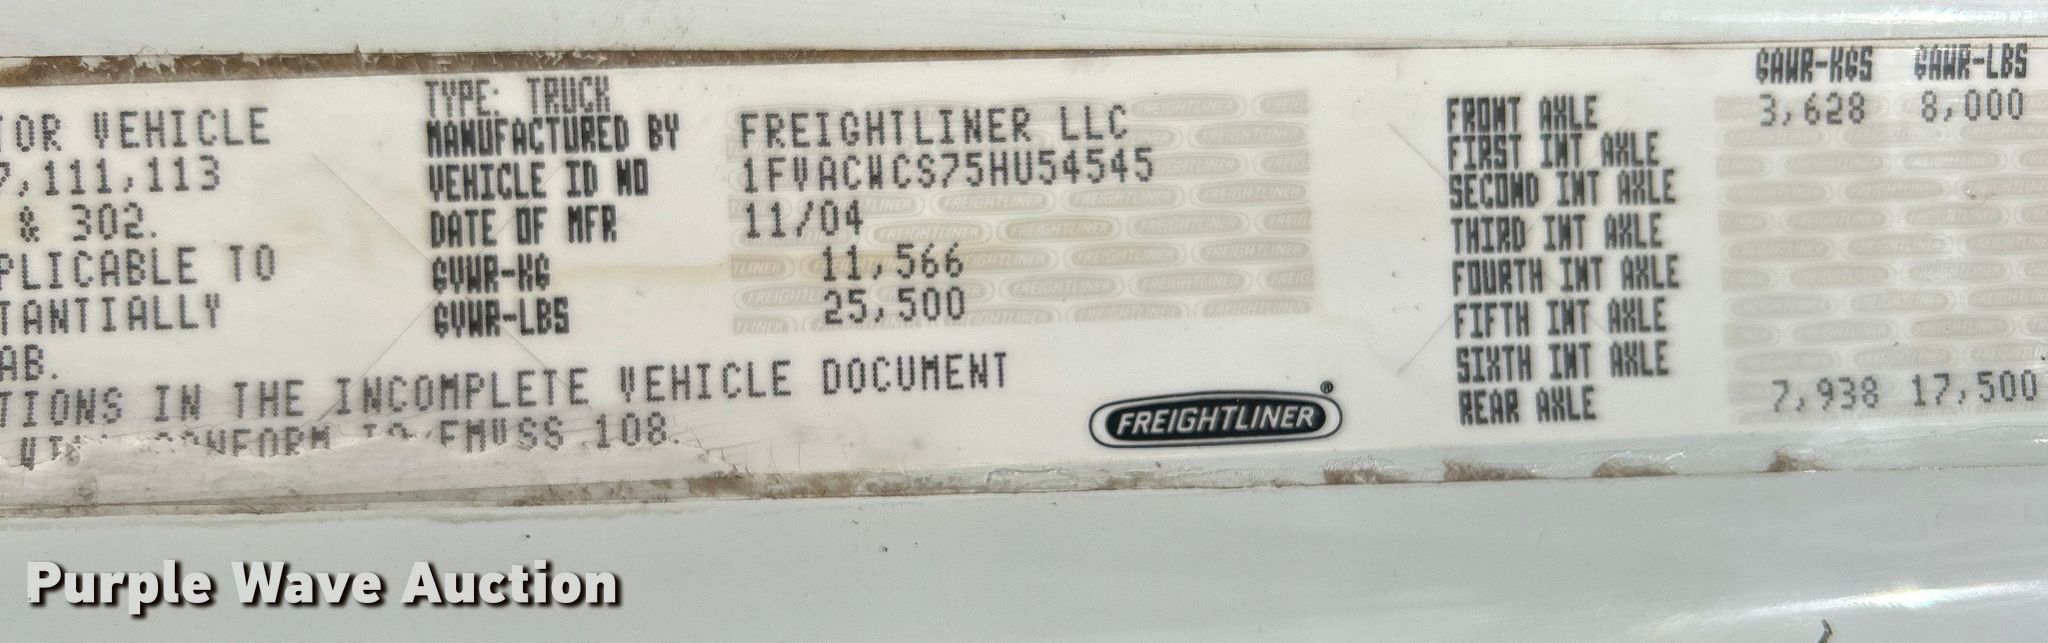 TOR VEHICLE
7,111,113
& 302.
PLICABLE TO
TANTIALLY
AB.
TIONS IN THE INCOMPLETE VEHICLE DOCUMENT
CONFORM TO FMVSS 108.
TYPE: TRUCK
MANUFACTURED BY FREIGHTLINER LLC
VEHICLE ID NO 1FVACWCS75HU54545
DATE OF MFR 11/04
GVWR-KG 11,566
GVWR-LBS 25,500
FREIGHTLINER ®
GAWR-KGS GAWR-LBS
FRONT AXLE 3,628 8,000
FIRST INT AXLE
SECOND INT AXLE
THIRD INT AXLE
FOURTH INT AXLE
FIFTH INT AXLE
SIXTH INT AXLE
REAR AXLE 7,938 17,500
Purple Wave Auction